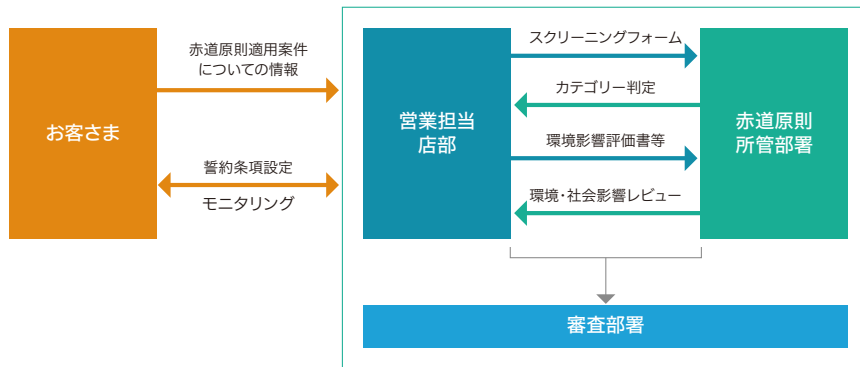 お客さま
赤道原則適用案件
についての情報
誓約条項設定
モニタリング
営業担当
店部
スクリーニングフォーム
カテゴリー判定
環境影響評価書等
環境・社会影響レビュー
赤道原則
所管部署
審査部署